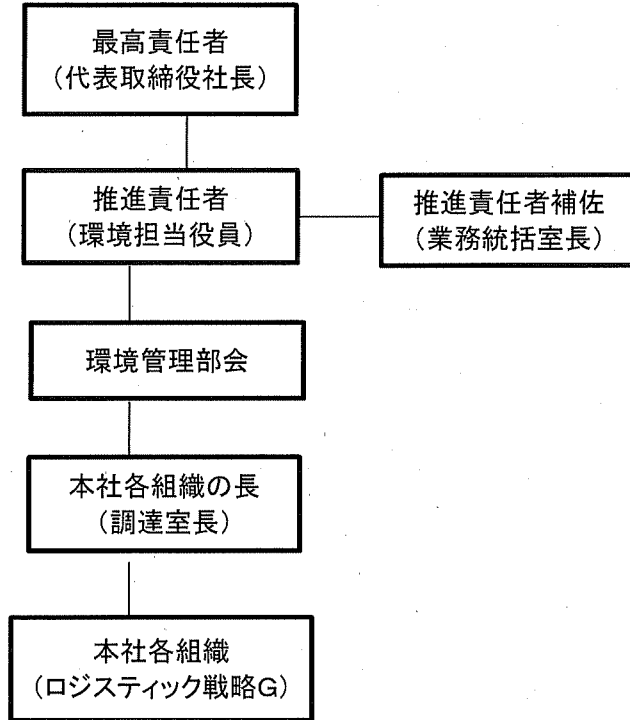 最高責任者
（代表取締役社長）
推進責任者
（環境担当役員）
推進責任者補佐
（業務統括室長）
環境管理部会
本社各組織の長
（調達室長）
本社各組織
（ロジスティック戦略G）